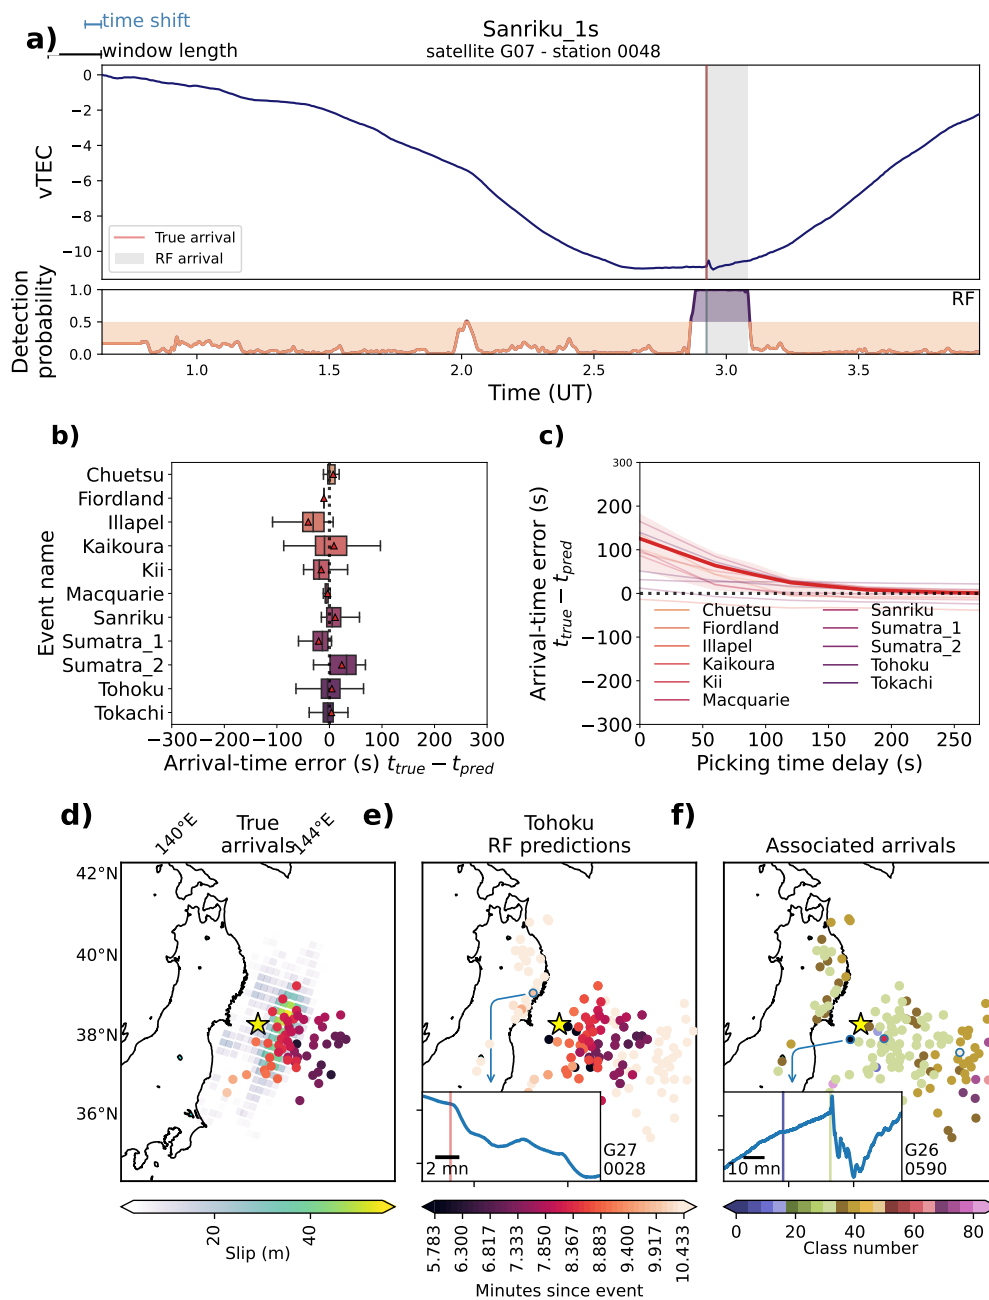 time shift
a)
window length
Sanriku_1s
satellite G07 - station 0048
0
−2
−4
−6
−8
−10
vTEC
True arrival
RF arrival
Detection
probability
1.0
0.5
0.0
RF
1.0
1.5
2.0
2.5
3.0
3.5
Time (UT)
b)
Event name
Chuetsu
Fiordland
Illapel
Kaikoura
Kii
Macquarie
Sanriku
Sumatra_1
Sumatra_2
Tohoku
Tokachi
−300
−200
−100
0
100
200
300
Arrival-time error (s) t_true − t_pred
c)
Arrival-time error (s)
t_true − t_pred
300
200
100
0
−100
−200
−300
Chuetsu
Fiordland
Illapel
Kaikoura
Kii
Macquarie
Sanriku
Sumatra_1
Sumatra_2
Tohoku
Tokachi
0
50
100
150
200
250
Picking time delay (s)
d)
140°E
True
arrivals
144°E
42°N
40°N
38°N
36°N
20
40
Slip (m)
e)
Tohoku
RF predictions
2 mn
G27
0028
5.783
6.300
6.817
7.333
7.850
8.367
8.883
9.400
9.917
10.433
Minutes since event
f)
Associated arrivals
10 mn
G26
0590
0
20
40
60
80
Class number